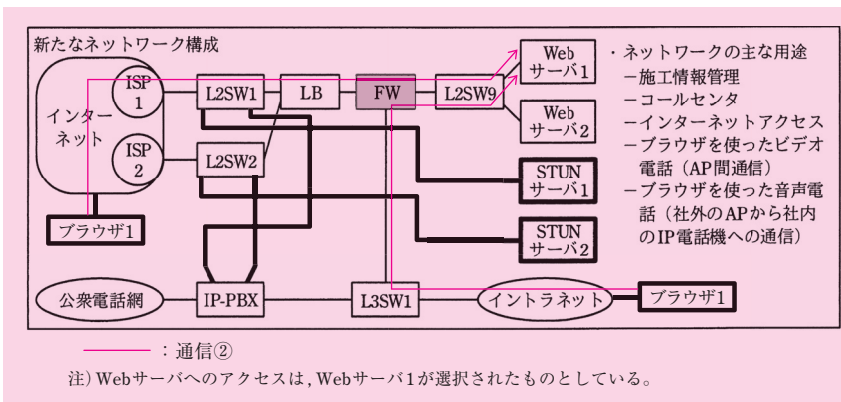 新たなネットワーク構成
ISP
1
インター
ネット
ISP
2
ブラウザ1
L2SW1
LB
FW
L2SW9
L2SW2
Web
サーバ1
Web
サーバ2
STUN
サーバ1
STUN
サーバ2
公衆電話網
IP-PBX
L3SW1
イントラネット
ブラウザ1
・ネットワークの主な用途
－施工情報管理
－コールセンタ
－インターネットアクセス
－ブラウザを使ったビデオ
電話（AP間通信）
－ブラウザを使った音声電
話（社外のAPから社内
のIP電話機への通信）
：通信②
注）Webサーバへのアクセスは，Webサーバ1が選択されたものとしている。